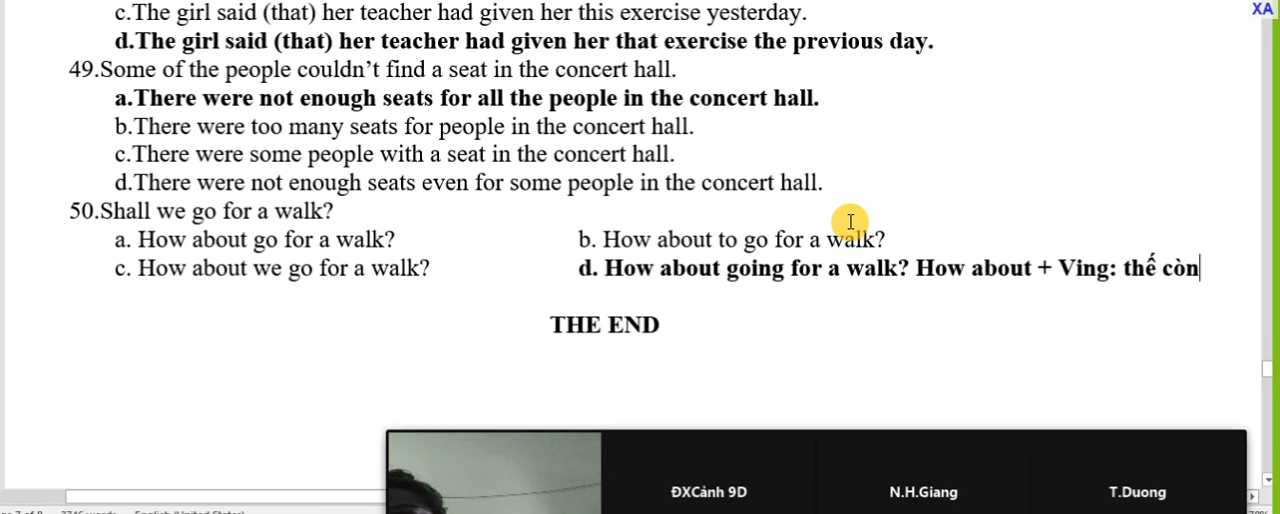 XA
c.The girl said (that) her teacher had given her this exercise yesterday.
d.The girl said (that) her teacher had given her that exercise the previous day.
49.Some of the people couldn’t find a seat in the concert hall.
a.There were not enough seats for all the people in the concert hall.
b.There were too many seats for people in the concert hall.
c.There were some people with a seat in the concert hall.
d.There were not enough seats even for some people in the concert hall.
50.Shall we go for a walk?
a. How about go for a walk? b. How about to go for a walk?
c. How about we go for a walk? d. How about going for a walk? How about + Ving: thế còn
THE END
ĐXCảnh 9D N.H.Giang T.Duong